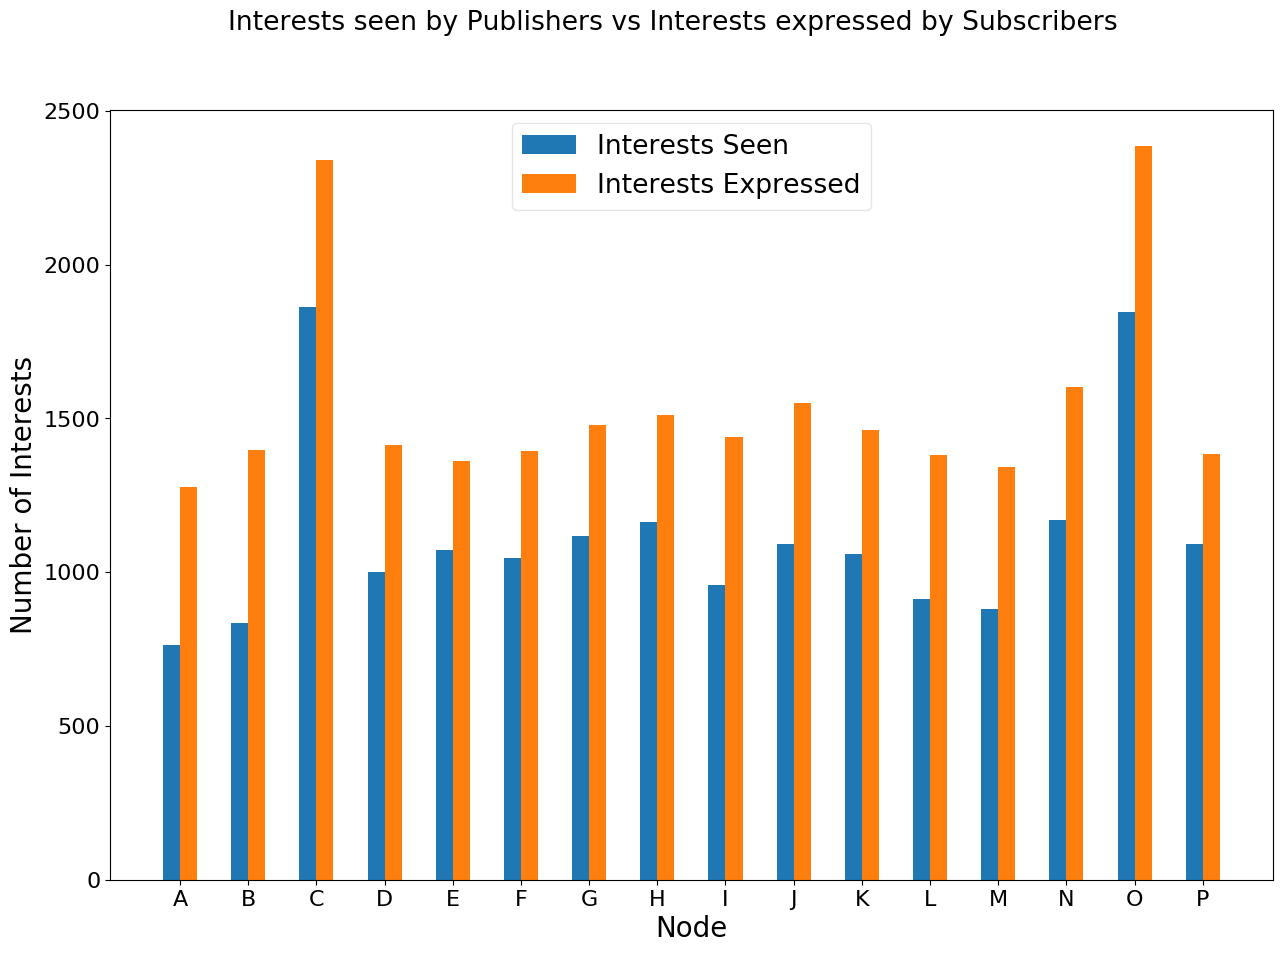 Interests seen by Publishers vs Interests expressed by Subscribers
2500
2000
1500
1000
500
0
Number of Interests
Interests Seen
Interests Expressed
A B C D E F G H I J K L M N O P
Node